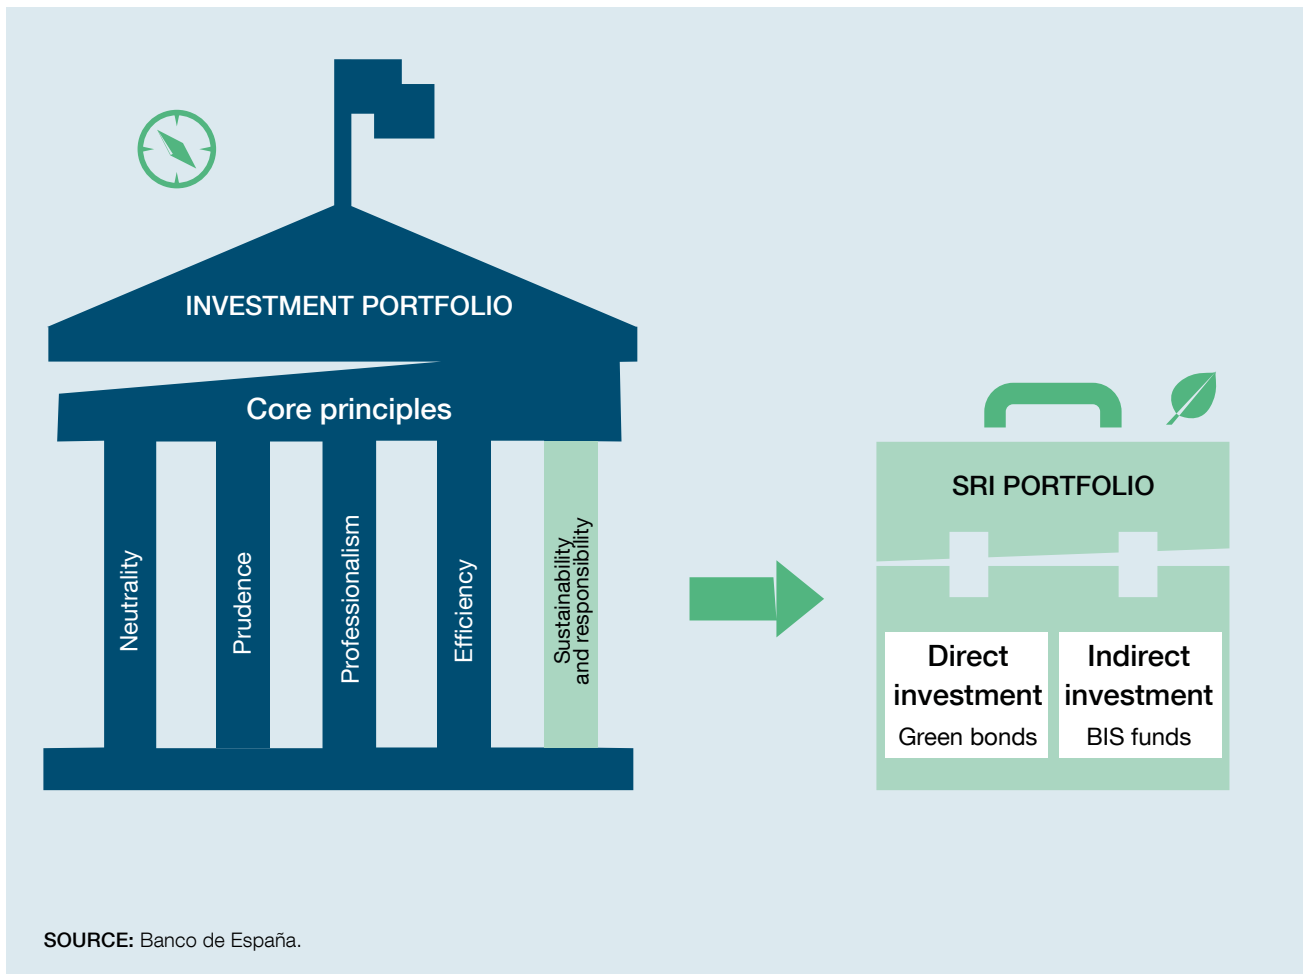 INVESTMENT PORTFOLIO
Core principles
Neutrality
Prudence
Professionalism
Efficiency
Sustainability
and responsibility
SRI PORTFOLIO
Direct
investment
Green bonds
Indirect
investment
BIS funds
SOURCE: Banco de España.